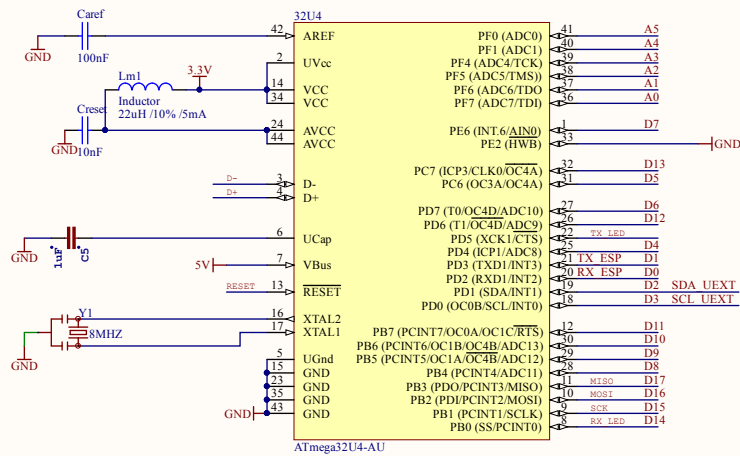 32U4
Caref
GND
100nF
42 AREF
2 UVcc
Lm1
3.3V
14 VCC
34 VCC
Inductor
22uH /10% /5mA
Creset
GND
10nF
24 AVCC
44 AVCC
D- 3 D-
D+ 4 D+
GND
1uF
C5
6 UCap
5V 7 VBus
RESET 13 RESET
Y1
8MHZ
GND
16 XTAL2
17 XTAL1
5 UGnd
15 GND
23 GND
35 GND
GND 43 GND
PF0 (ADC0) 41 A5
PF1 (ADC1) 40 A4
PF4 (ADC4/TCK) 39 A3
PF5 (ADC5/TMS)) 38 A2
PF6 (ADC6/TDO 37 A1
PF7 (ADC7/TDI) 36 A0
PE6 (INT.6/AIN0) 1 D7
PE2 (HWB) 33 GND
PC7 (ICP3/CLK0/OC4A) 32 D13
PC6 (OC3A/OC4A) 31 D5
PD7 (T0/OC4D/ADC10) 27 D6
PD6 (T1/OC4D/ADC9 26 D12
PD5 (XCK1/CTS) 22 TX LED
PD4 (ICP1/ADC8) 25 D4
PD3 (TXD1/INT3) 21 TX ESP D1
PD2 (RXD1/INT2) 20 RX ESP D0
PD1 (SDA/INT1) 19 D2 SDA UEXT
PD0 (OC0B/SCL/INT0) 18 D3 SCL UEXT
PB7 (PCINT7/OC0A/OC1C/RTS) 12 D11
PB6 (PCINT6/OC1B/OC4B/ADC13) 30 D10
PB5 (PCINT5/OC1A/OC4B/ADC12) 29 D9
PB4 (PCINT4/ADC11) 28 D8
PB3 (PDO/PCINT3/MISO) 11 MISO D17
PB2 (PDI/PCINT2/MOSI) 10 MOSI D16
PB1 (PCINT1/SCLK) 9 SCK D15
PB0 (SS/PCINT0) 8 RX LED D14
ATmega32U4-AU